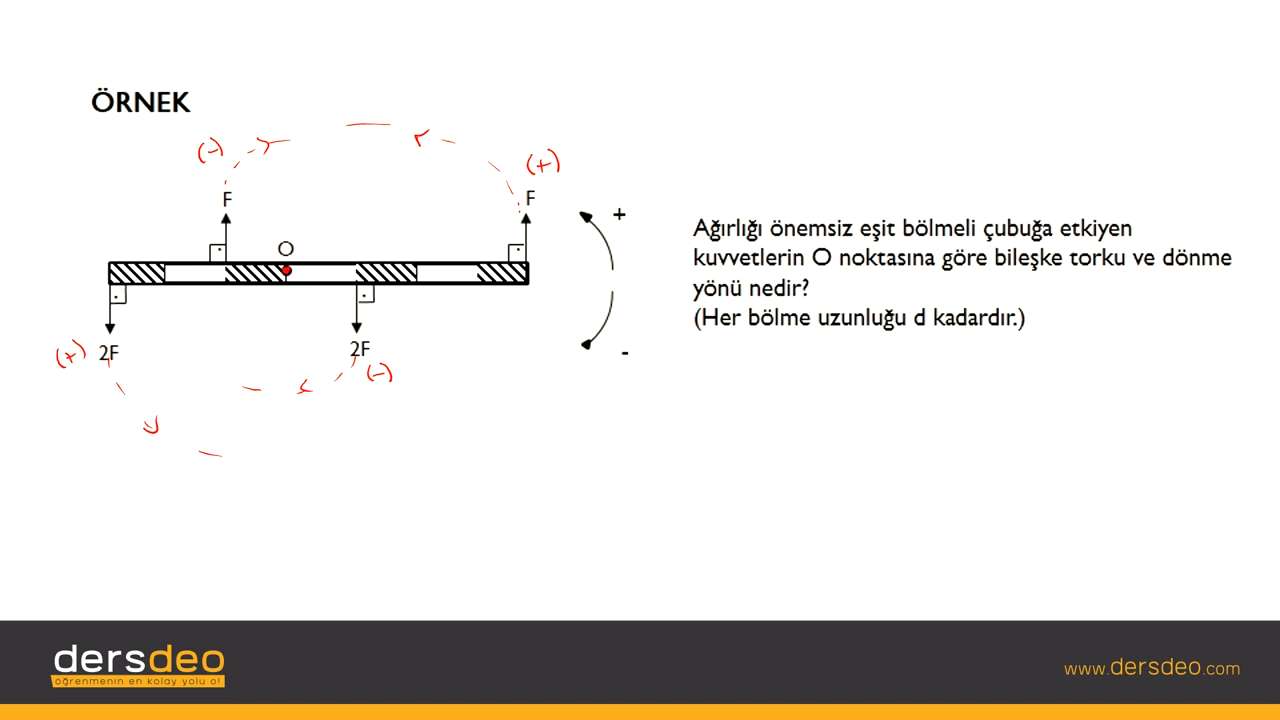 ÖRNEK
(-)
(+)
F
F
O
+
-
2F
2F
(+)
(-)
Ağırlığı önemsiz eşit bölmeli çubuğa etkiyen
kuvvetlerin O noktasına göre bileşke torku ve dönme
yönü nedir?
(Her bölme uzunluğu d kadardır.)
dersdeo
öğrenmenin en kolay yolu o!
www.dersdeo.com